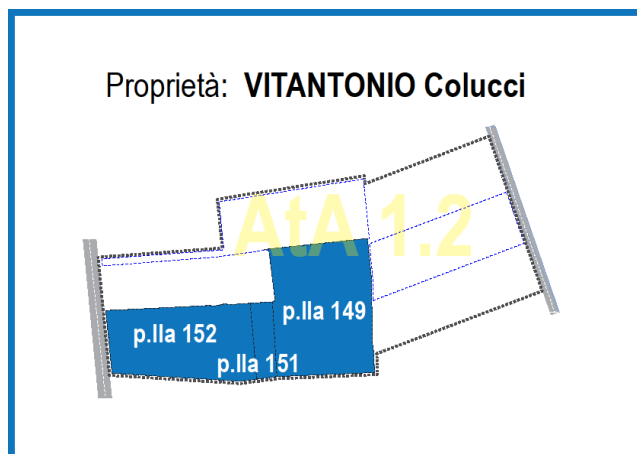 Proprietà: VITANTONIO Colucci
AtA 1.2
p.lla 149
p.lla 152
p.lla 151